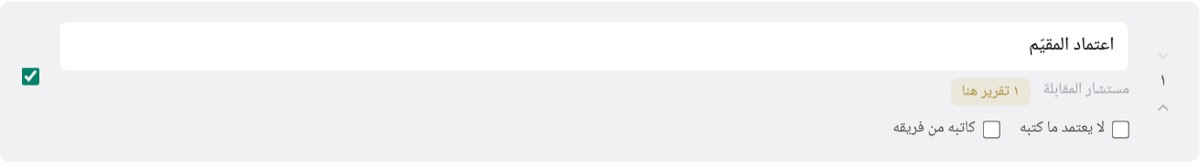 اعتماد المقيّم
١
مستشار المقابلة ١ تقرير هنا
لا يعتمد ما كتبه كاتبه من فريقه